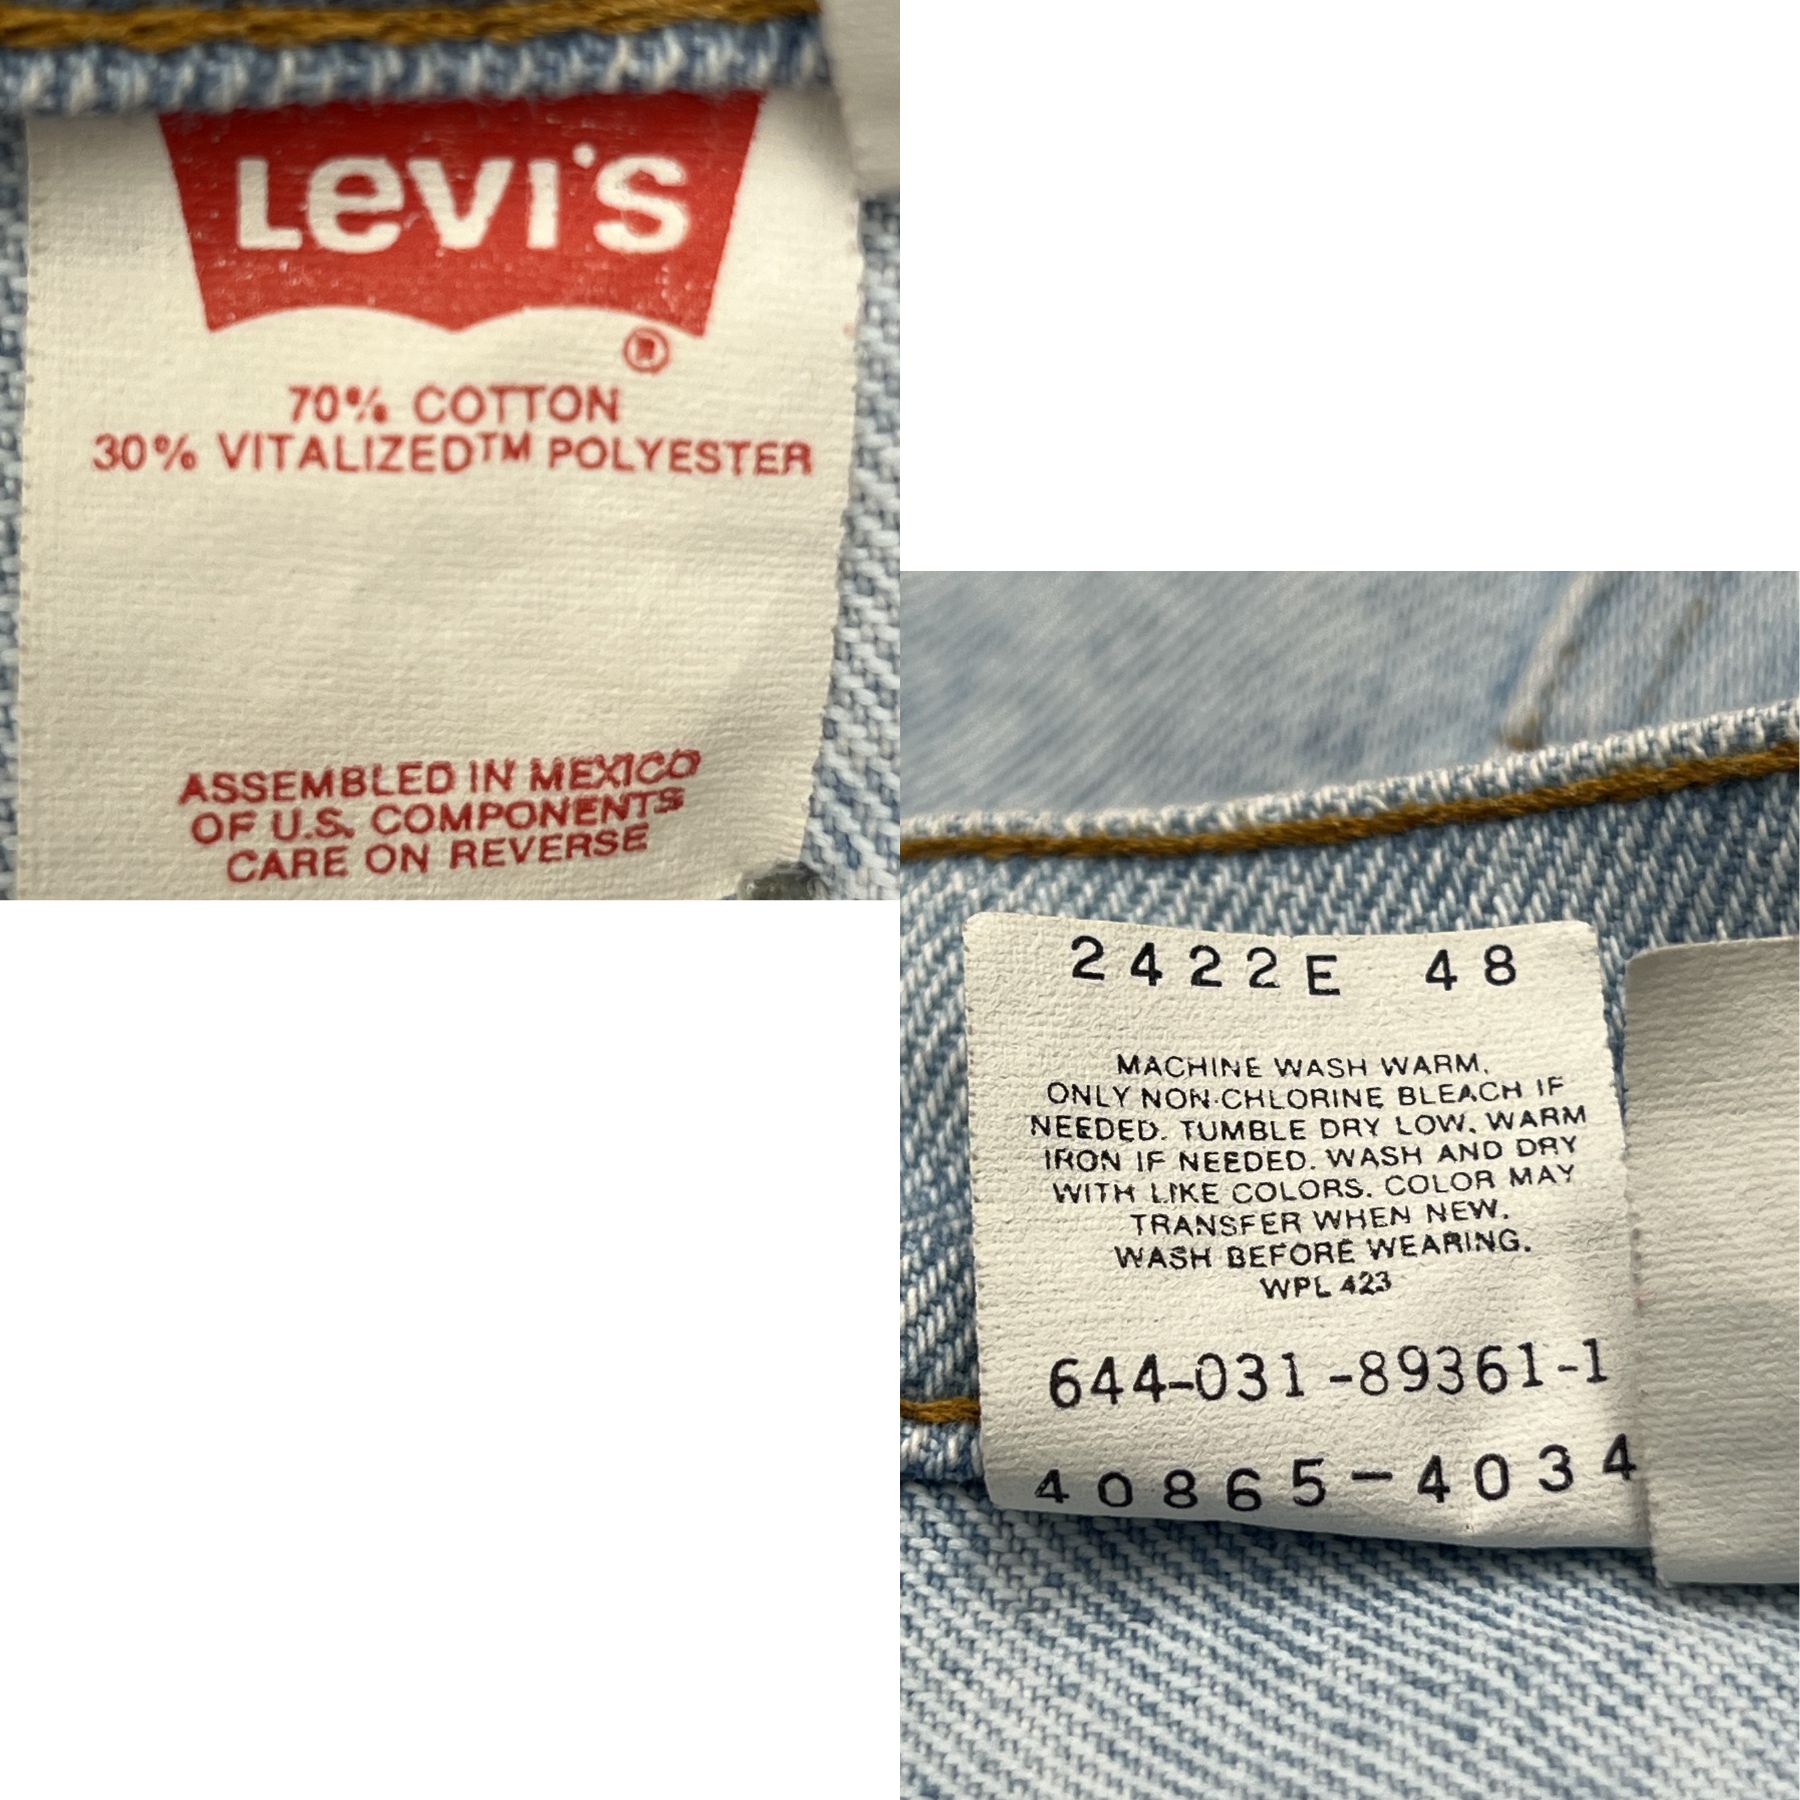 Levi's
®
70% COTTON
30% VITALIZED™ POLYESTER
ASSEMBLED IN MEXICO
OF U.S. COMPONENTS
CARE ON REVERSE
2422E 48
MACHINE WASH WARM.
ONLY NON-CHLORINE BLEACH IF
NEEDED. TUMBLE DRY LOW. WARM
IRON IF NEEDED. WASH AND DRY
WITH LIKE COLORS. COLOR MAY
TRANSFER WHEN NEW.
WASH BEFORE WEARING.
WPL 423
644-031-89361-1
40865-4034